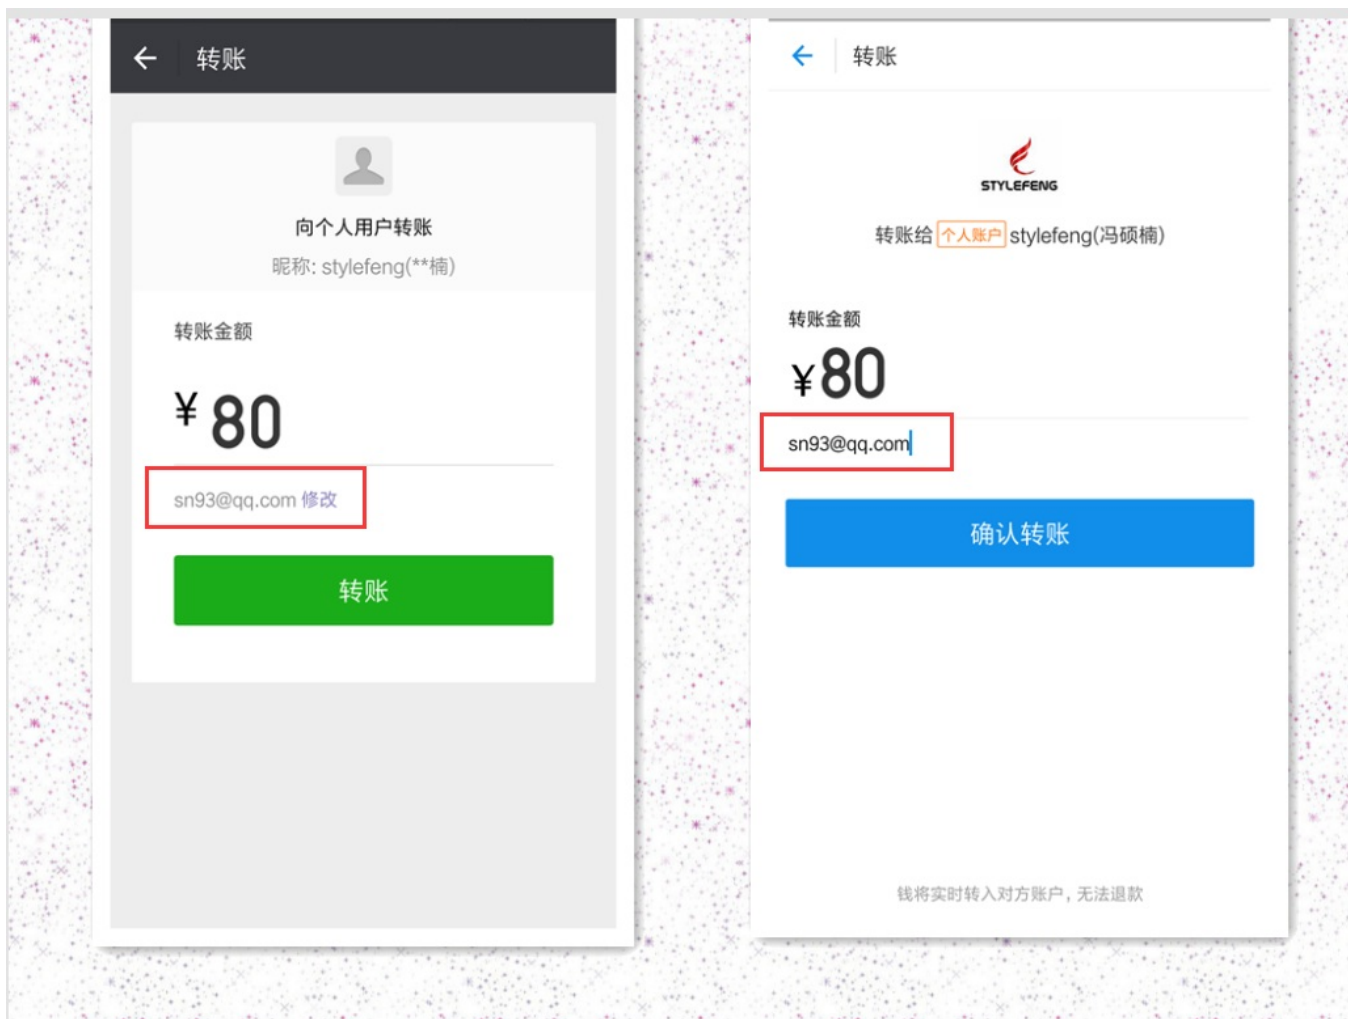 转账
向个人用户转账
昵称: stylefeng(**楠)
转账金额
¥ 80
sn93@qq.com 修改
转账
转账
STYLEFENG
转账给 个人账户 stylefeng(冯硕楠)
转账金额
¥80
sn93@qq.com
确认转账
钱将实时转入对方账户，无法退款